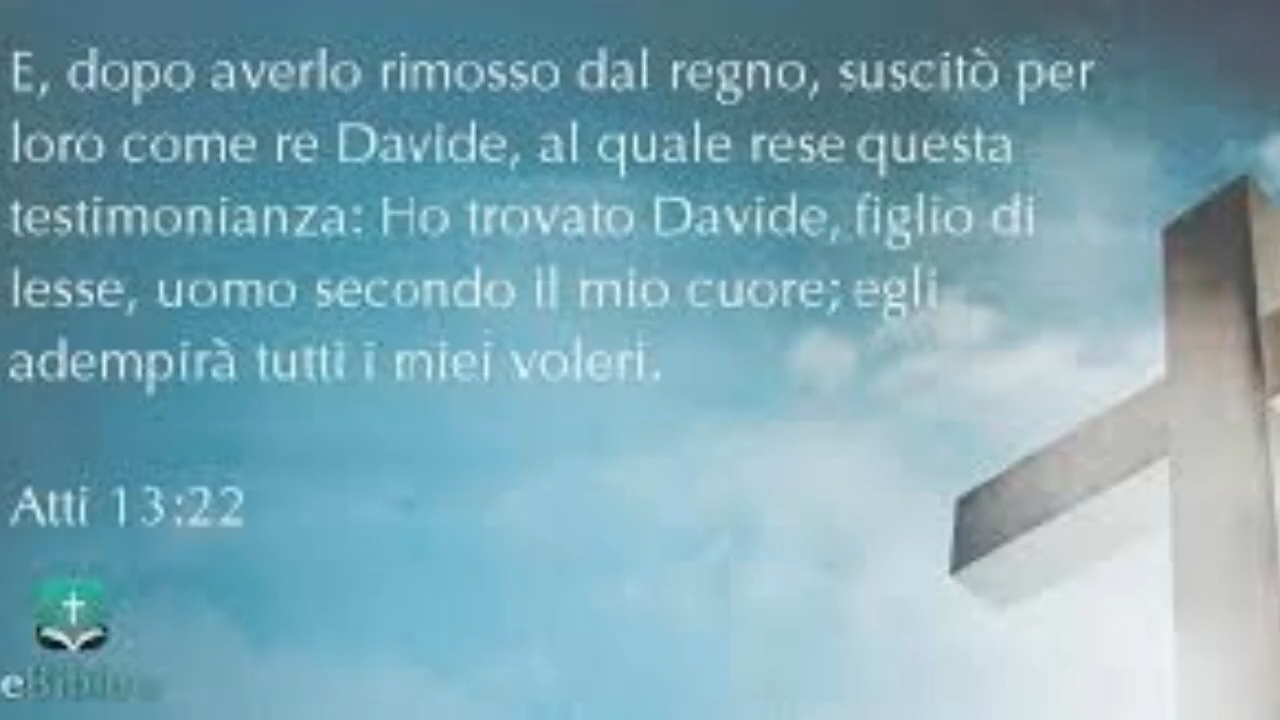 E, dopo averlo rimosso dal regno, suscitò per
loro come re Davide, al quale rese questa
testimonianza: Ho trovato Davide, figlio di
Iesse, uomo secondo il mio cuore; egli
adempirà tutti i miei voleri.
Atti 13:22